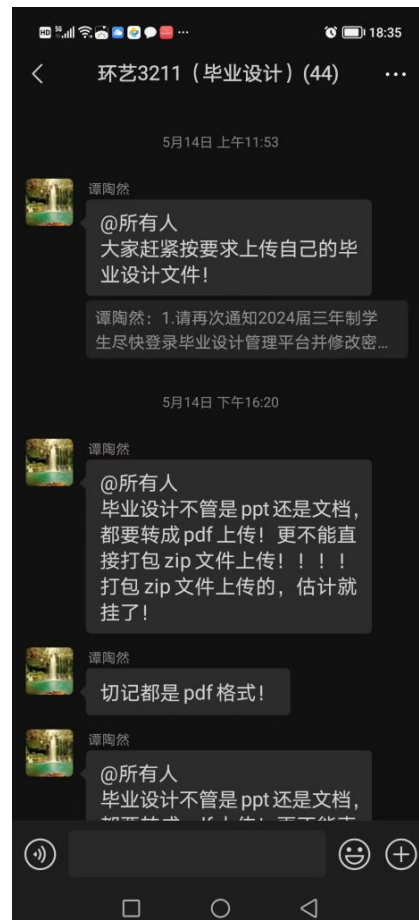 HD 5G 18:35
环艺3211（毕业设计）(44)
5月14日 上午11:53
谭陶然
@所有人
大家赶紧按要求上传自己的毕
业设计文件！
谭陶然：1.请再次通知2024届三年制学
生尽快登录毕业设计管理平台并修改密...
5月14日 下午16:20
谭陶然
@所有人
毕业设计不管是ppt还是文档，
都要转成pdf上传！更不能直
接打包zip文件上传！！！！
打包zip文件上传的，估计就
挂了！
谭陶然
切记都是pdf格式！
谭陶然
@所有人
毕业设计不管是ppt还是文档，